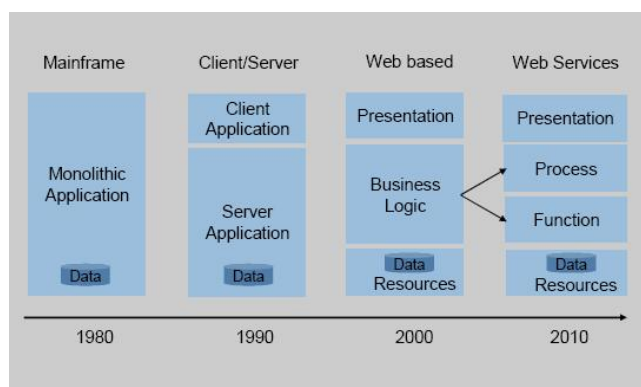 Mainframe
Client/Server
Web based
Web Services
Monolithic
Application
Data
Client
Application
Server
Application
Data
Presentation
Business
Logic
Data
Resources
Presentation
Process
Function
Data
Resources
1980
1990
2000
2010